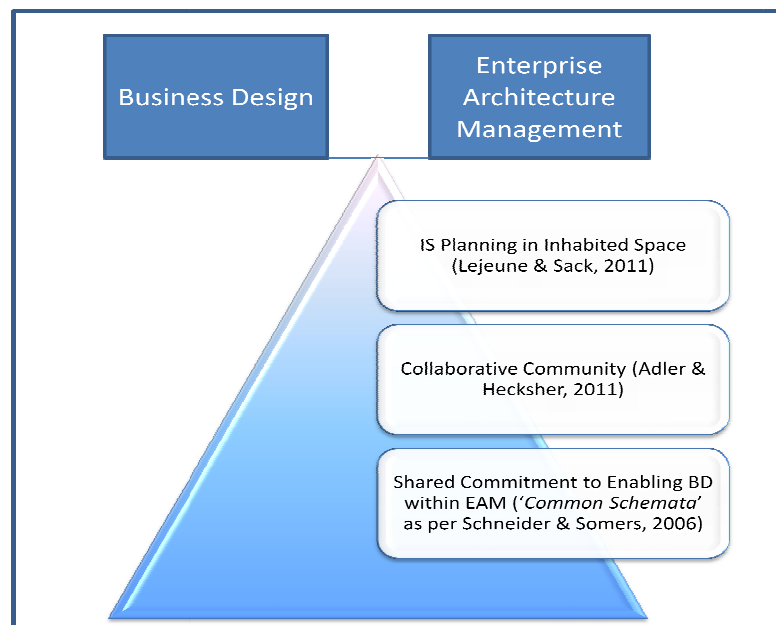 Business Design
Enterprise
Architecture
Management
IS Planning in Inhabited Space
(Lejeune & Sack, 2011)
Collaborative Community (Adler &
Hecksher, 2011)
Shared Commitment to Enabling BD
within EAM (‘Common Schemata’
as per Schneider & Somers, 2006)